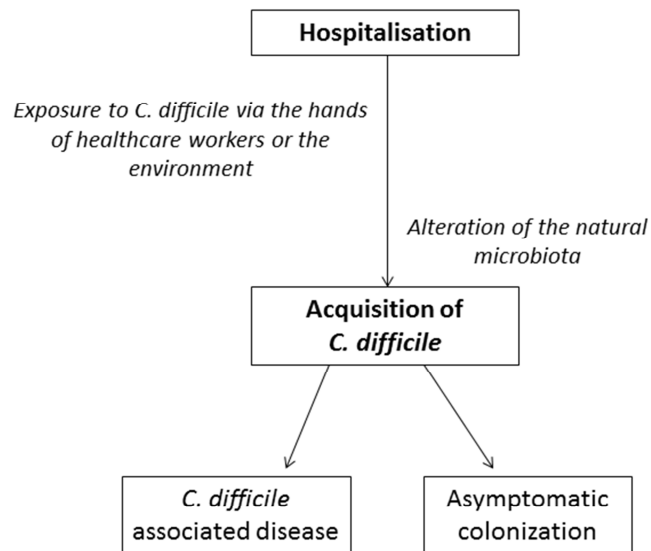 Hospitalisation
Exposure to C. difficile via the hands
of healthcare workers or the
environment
Alteration of the natural
microbiota
Acquisition of
C. difficile
C. difficile
associated disease
Asymptomatic
colonization